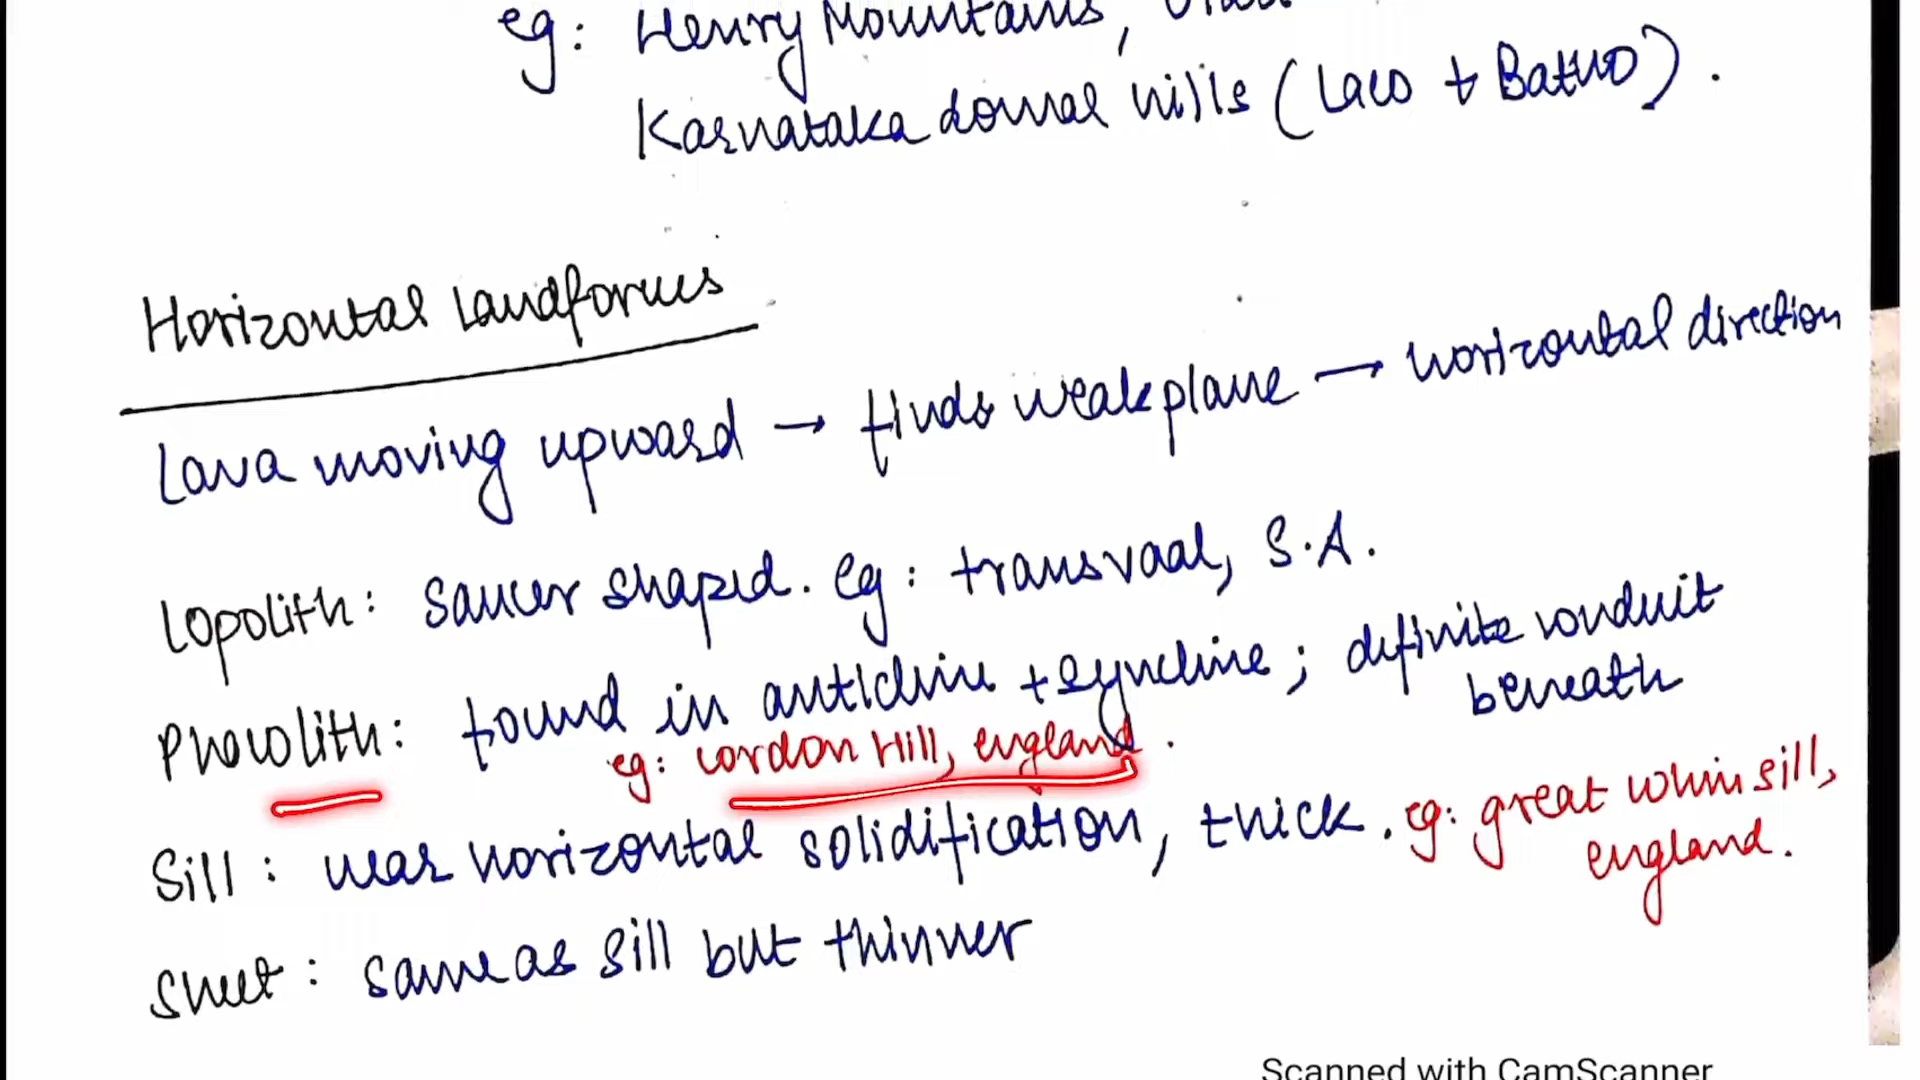 eg: Henry Mountains,
Karnataka domal hills (Laco + Batho).
Horizontal Landforms
Lava moving upward → finds weak plane → horizontal direction
Lopolith: saucer shaped. eg: transvaal, S.A.
Phacolith: found in anticline + syncline; definite conduit
beneath
eg: cordon Hill, england.
Sill: near horizontal solidification, thick. eg: great whin sill,
england.
Sheet: same as sill but thinner
Scanned with CamScanner